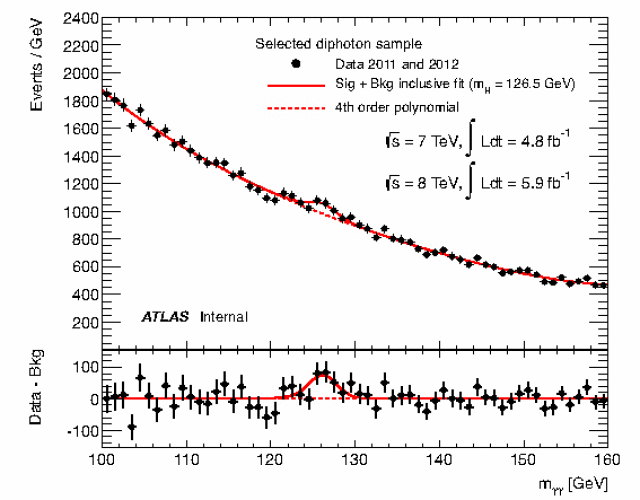 2400
2200
2000
1800
1600
1400
1200
1000
800
600
400
200
Events / GeV
Selected diphoton sample
Data 2011 and 2012
Sig + Bkg inclusive fit (m_H = 126.5 GeV)
4th order polynomial
√s = 7 TeV, ∫ Ldt = 4.8 fb⁻¹
√s = 8 TeV, ∫ Ldt = 5.9 fb⁻¹
ATLAS Internal
100
0
-100
Data - Bkg
100 110 120 130 140 150 160
m_γγ [GeV]